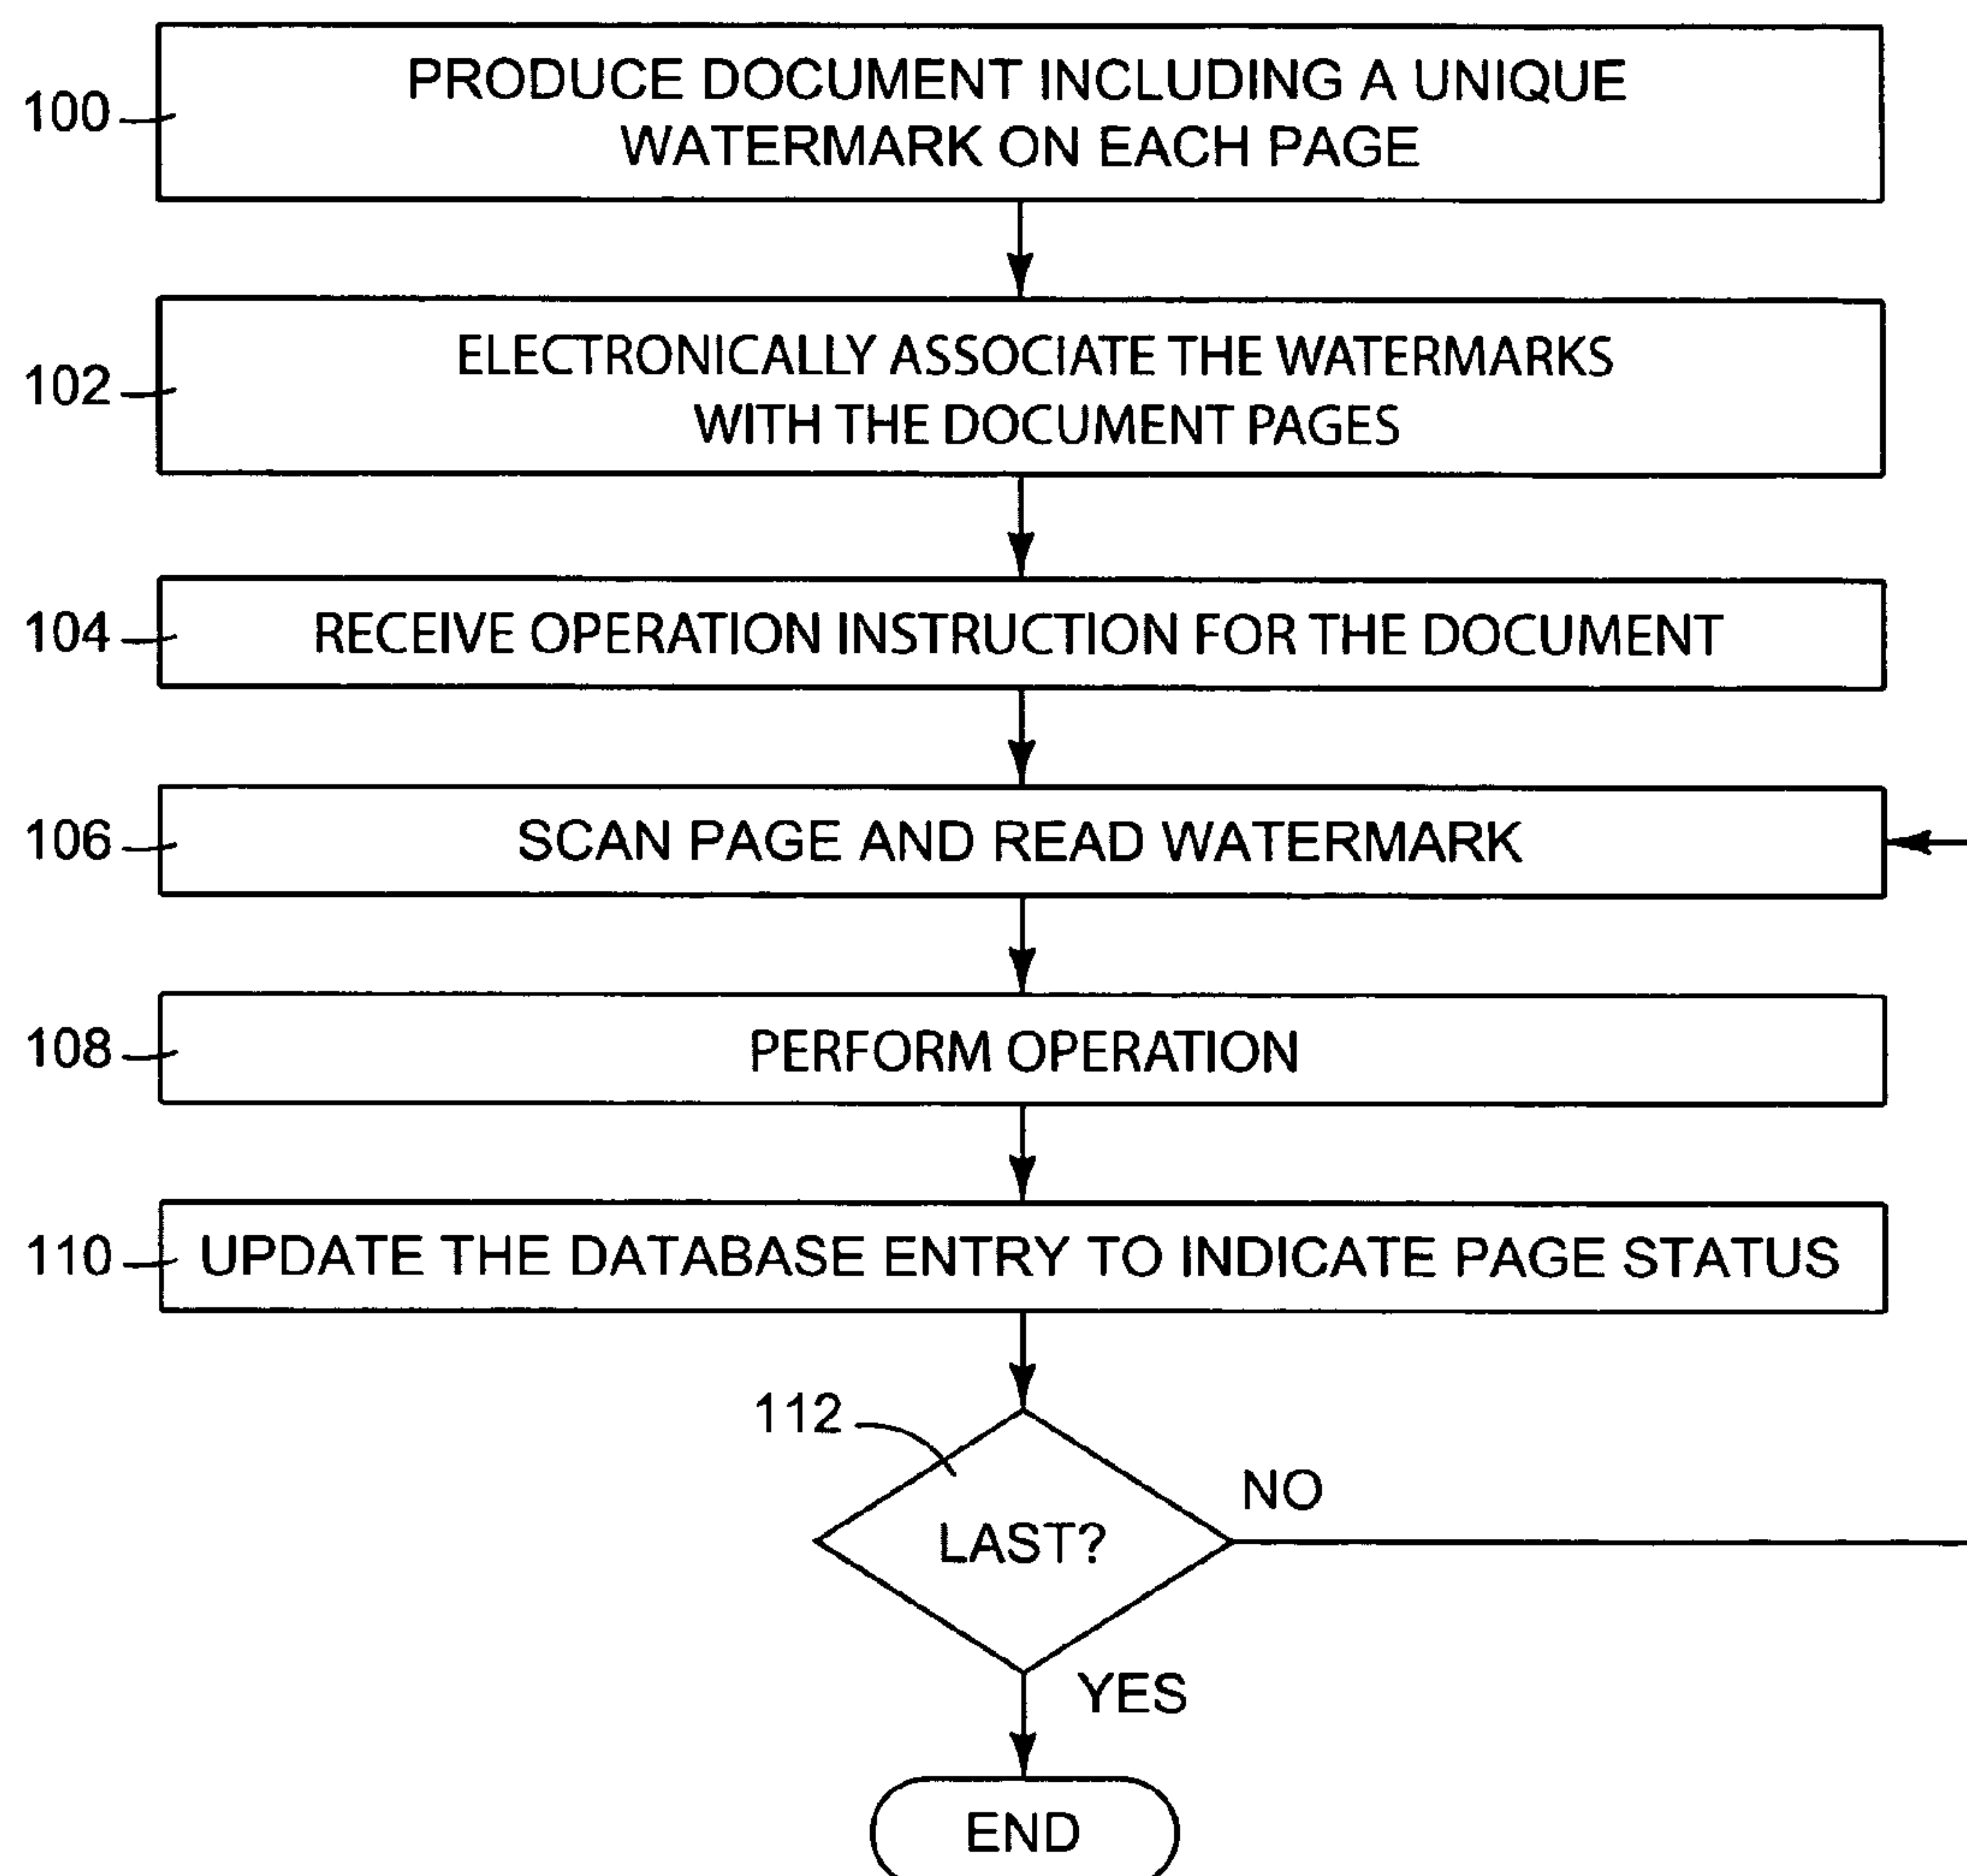 100
PRODUCE DOCUMENT INCLUDING A UNIQUE
WATERMARK ON EACH PAGE
102
ELECTRONICALLY ASSOCIATE THE WATERMARKS
WITH THE DOCUMENT PAGES
104
RECEIVE OPERATION INSTRUCTION FOR THE DOCUMENT
106
SCAN PAGE AND READ WATERMARK
108
PERFORM OPERATION
110
UPDATE THE DATABASE ENTRY TO INDICATE PAGE STATUS
112
LAST?
NO
YES
END